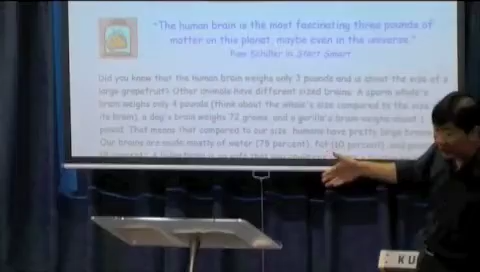 "The human brain is the most fascinating three pounds of
matter on this planet, maybe even in the universe."
Pam Schiller in Start Smart
Did you know that the human brain weighs only 3 pounds and is about the size of a
large grapefruit? Other animals have different sized brains. A sperm whale's
brain weighs only 4 pounds (think about the whale's size compared to the size of
its brain), a dog's brain weighs 72 grams, and a gorilla's brain weighs about 1
pound. That means that compared to our size, humans have pretty large brains.
Our brains are made mostly of water (75 percent), fat (10 percent), and
KU